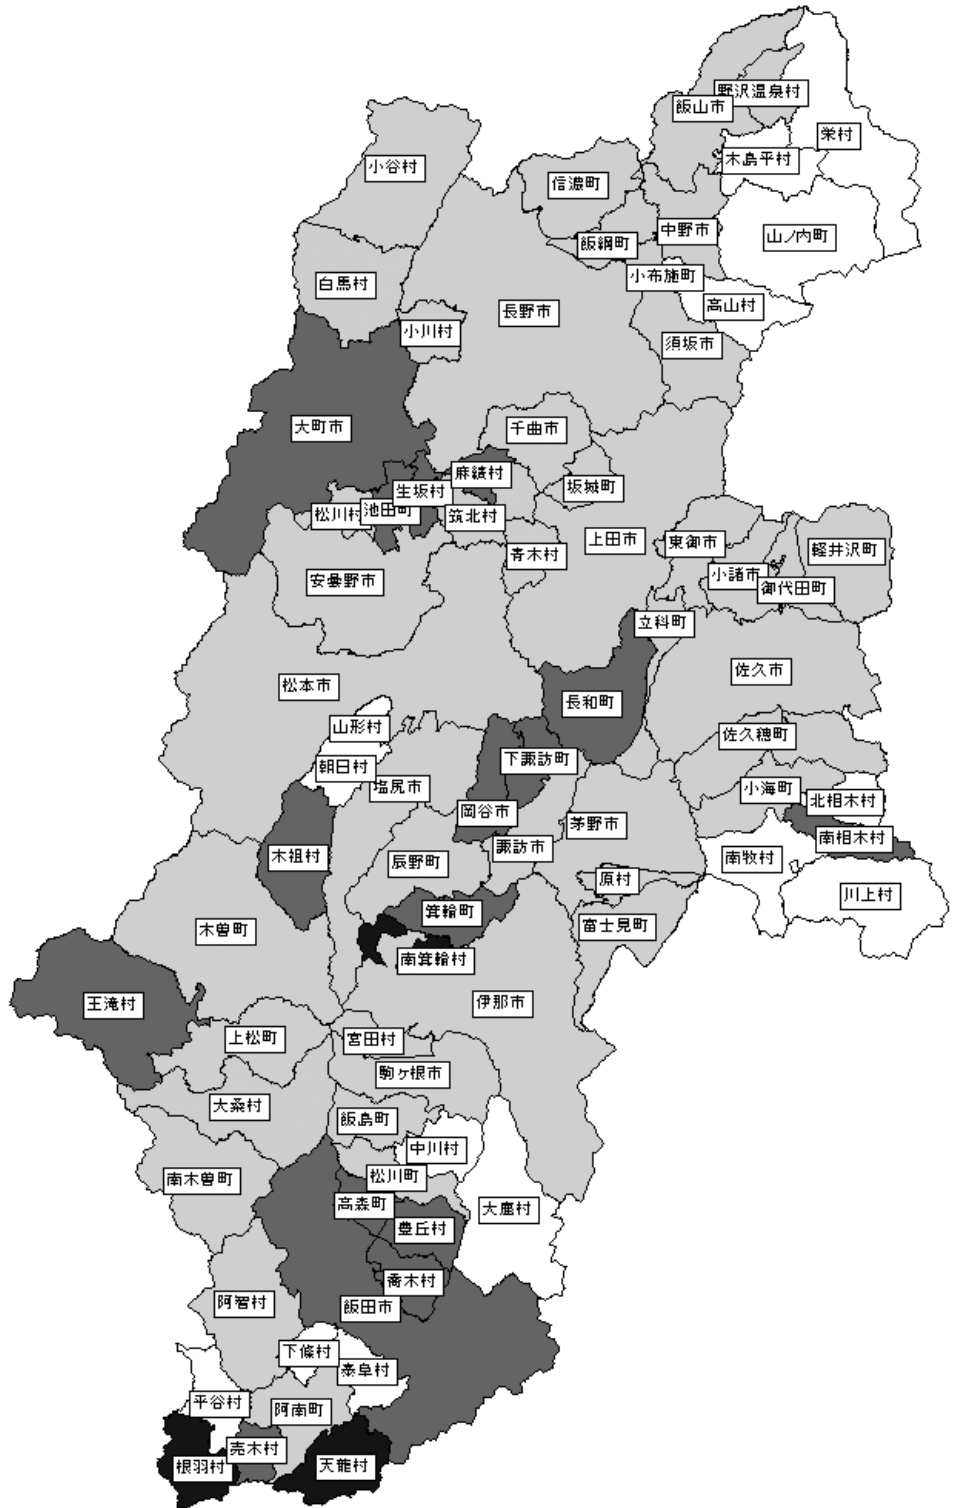 野沢温泉村
飯山市
栄村
木島平村
小谷村
信濃町
中野市
山ノ内町
飯綱町
小布施町
白馬村
高山村
長野市
小川村
須坂市
大町市
千曲市
麻績村
坂城町
生坂村
松川村
池田町
筑北村
上田市
東御市
軽井沢町
青木村
小諸市
御代田町
安曇野市
立科町
佐久市
松本市
長和町
山形村
佐久穂町
下諏訪町
朝日村
塩尻市
小海町
北相木村
岡谷市
茅野市
南相木村
諏訪市
木祖村
辰野町
南牧村
原村
川上村
箕輪町
富士見町
木曽町
南箕輪村
王滝村
伊那市
上松町
宮田村
駒ヶ根市
大桑村
飯島町
中川村
南木曽町
松川町
高森町
大鹿村
豊丘村
喬木村
阿智村
飯田市
下條村
泰阜村
平谷村
阿南町
売木村
根羽村
天龍村